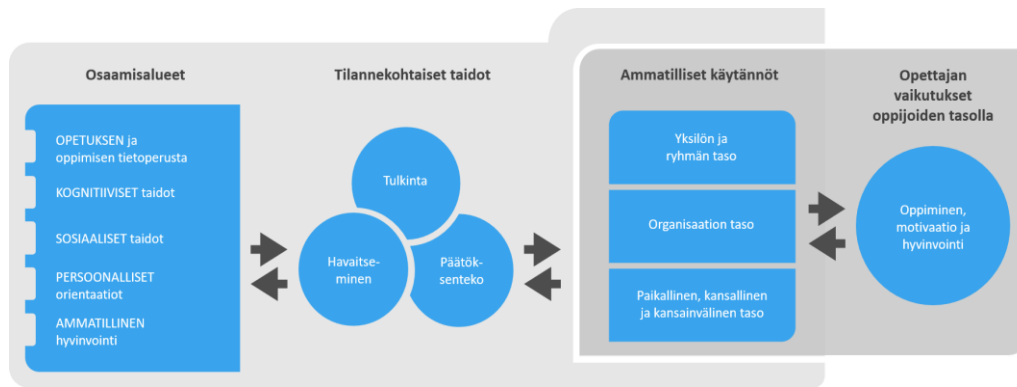 Osaamisalueet
OPETUKSEN ja
oppimisen tietoperusta
KOGNITIIVISET taidot
SOSIAALISET taidot
PERSOONALLISET
orientaatiot
AMMATILLINEN
hyvinvointi
Tilannekohtaiset taidot
Tulkinta
Havaitse-
minen
Päätök-
senteko
Ammatilliset käytännöt
Yksilön ja
ryhmän taso
Organisaation taso
Paikallinen, kansallinen
ja kansainvälinen taso
Opettajan
vaikutukset
oppijoiden tasolla
Oppiminen,
motivaatio ja
hyvinvointi